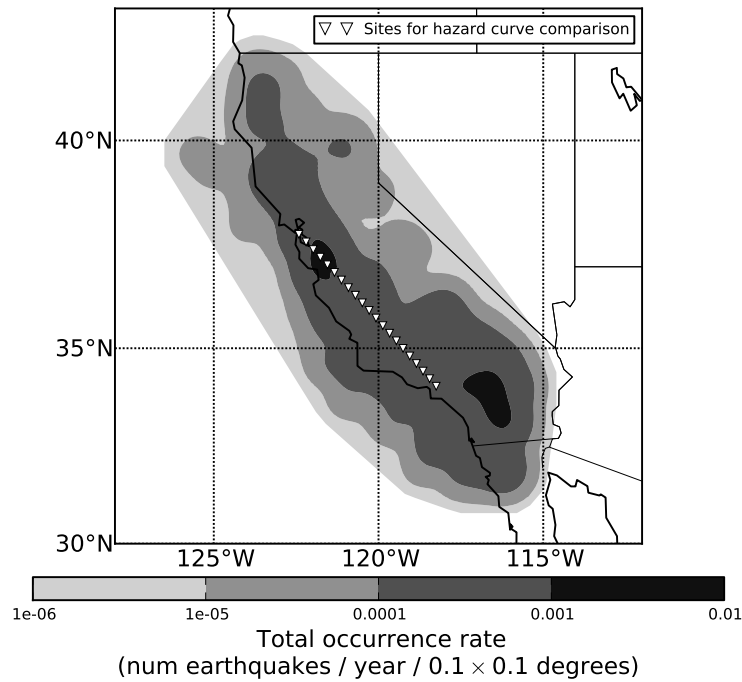 Sites for hazard curve comparison
40°N
35°N
30°N
125°W 120°W 115°W
1e-06 1e-05 0.0001 0.001 0.01
Total occurrence rate
(num earthquakes / year / 0.1 × 0.1 degrees)